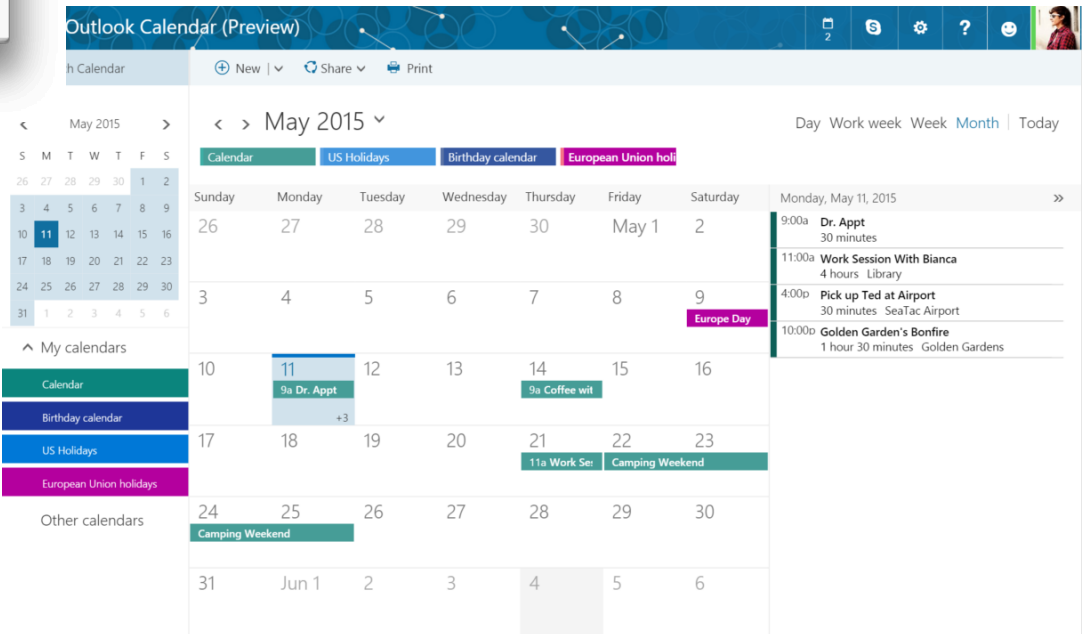 Outlook Calendar (Preview)
2
S
?
h Calendar
New
Share
Print
May 2015
S M T W T F S
26 27 28 29 30 1 2
3 4 5 6 7 8 9
10 11 12 13 14 15 16
17 18 19 20 21 22 23
24 25 26 27 28 29 30
31 1 2 3 4 5 6
My calendars
Calendar
Birthday calendar
US Holidays
European Union holidays
Other calendars
May 2015
Day Work week Week Month Today
Calendar US Holidays Birthday calendar European Union holi
Sunday Monday Tuesday Wednesday Thursday Friday Saturday
26 27 28 29 30 May 1 2
3 4 5 6 7 8 9
Europe Day
10 11 12 13 14 15 16
9a Dr. Appt 9a Coffee wit
+3
17 18 19 20 21 22 23
11a Work Se Camping Weekend
24 25 26 27 28 29 30
Camping Weekend
31 Jun 1 2 3 4 5 6
Monday, May 11, 2015
9:00a Dr. Appt
30 minutes
11:00a Work Session With Bianca
4 hours Library
4:00p Pick up Ted at Airport
30 minutes SeaTac Airport
10:00p Golden Garden's Bonfire
1 hour 30 minutes Golden Gardens